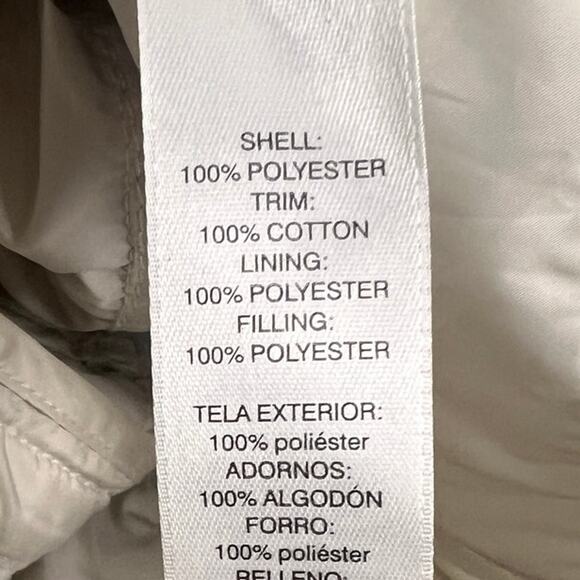 SHELL:
100% POLYESTER
TRIM:
100% COTTON
LINING:
100% POLYESTER
FILLING:
100% POLYESTER
TELA EXTERIOR:
100% poliéster
ADORNOS:
100% ALGODÓN
FORRO:
100% poliéster
RELLENO: